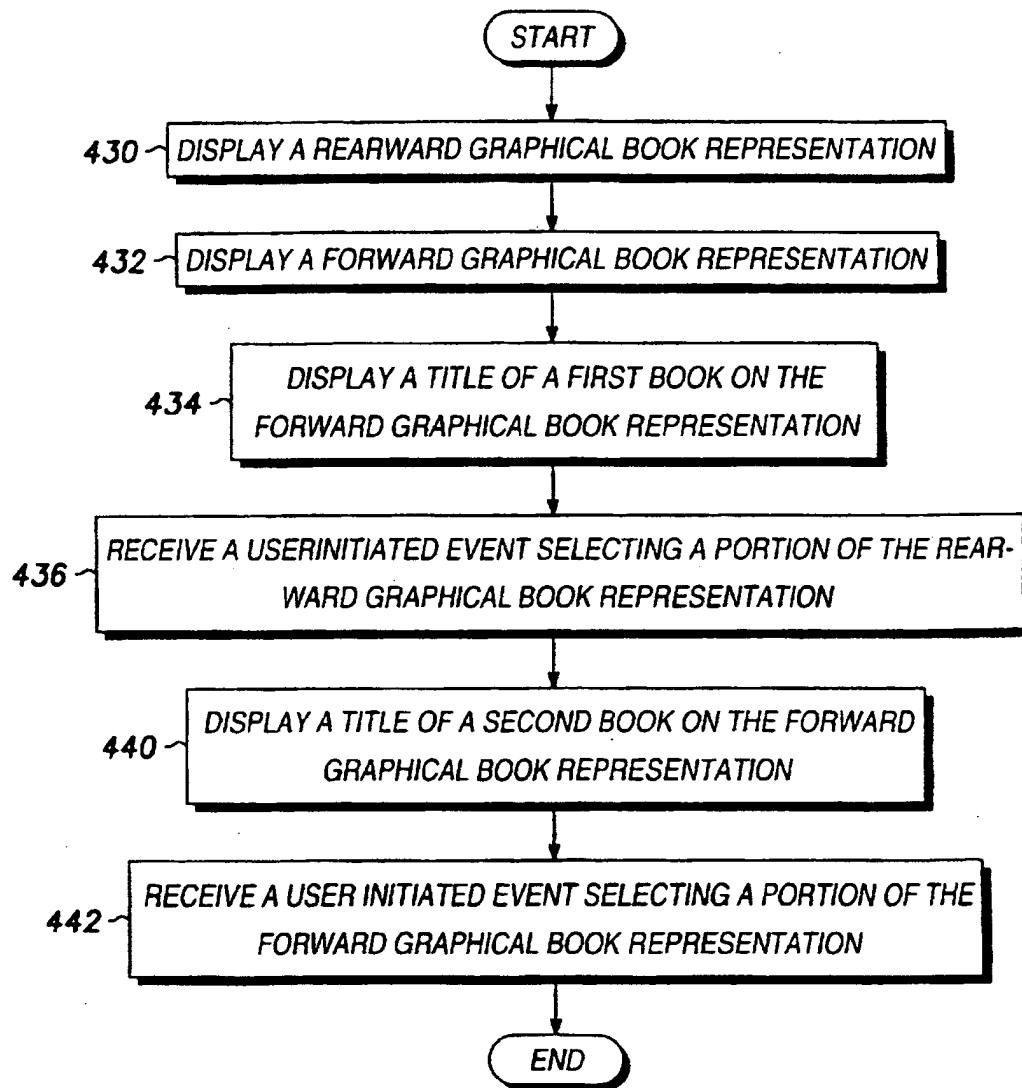 START
430
DISPLAY A REARWARD GRAPHICAL BOOK REPRESENTATION
432
DISPLAY A FORWARD GRAPHICAL BOOK REPRESENTATION
434
DISPLAY A TITLE OF A FIRST BOOK ON THE
FORWARD GRAPHICAL BOOK REPRESENTATION
436
RECEIVE A USERINITIATED EVENT SELECTING A PORTION OF THE REAR-
WARD GRAPHICAL BOOK REPRESENTATION
440
DISPLAY A TITLE OF A SECOND BOOK ON THE FORWARD
GRAPHICAL BOOK REPRESENTATION
442
RECEIVE A USER INITIATED EVENT SELECTING A PORTION OF THE
FORWARD GRAPHICAL BOOK REPRESENTATION
END